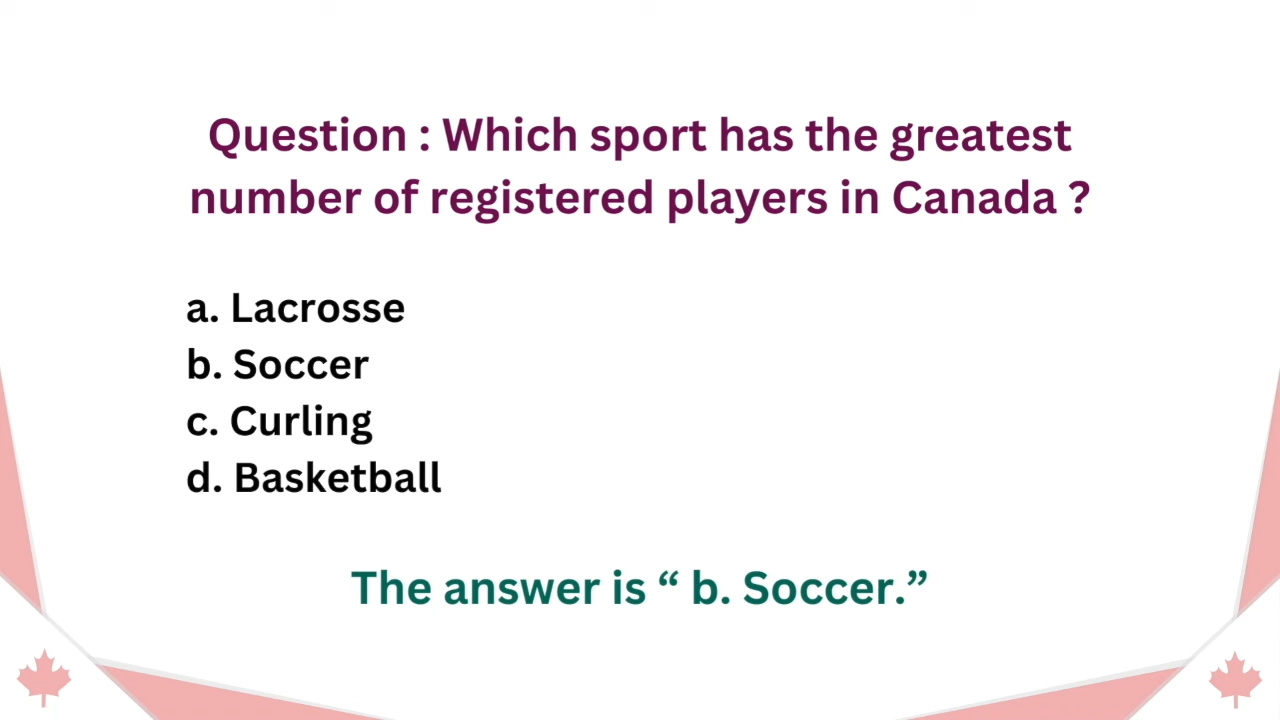 Question : Which sport has the greatest
number of registered players in Canada ?
a. Lacrosse
b. Soccer
c. Curling
d. Basketball
The answer is “ b. Soccer.”